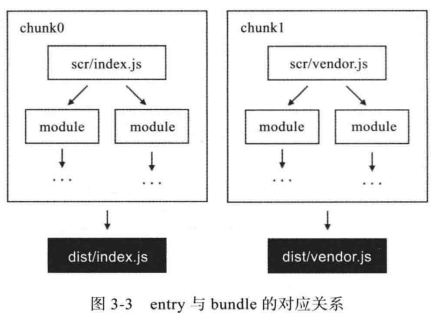 chunk0
scr/index.js
module
module
...
...
dist/index.js
chunk1
scr/vendor.js
module
module
...
...
dist/vendor.js
图 3-3 entry 与 bundle 的对应关系